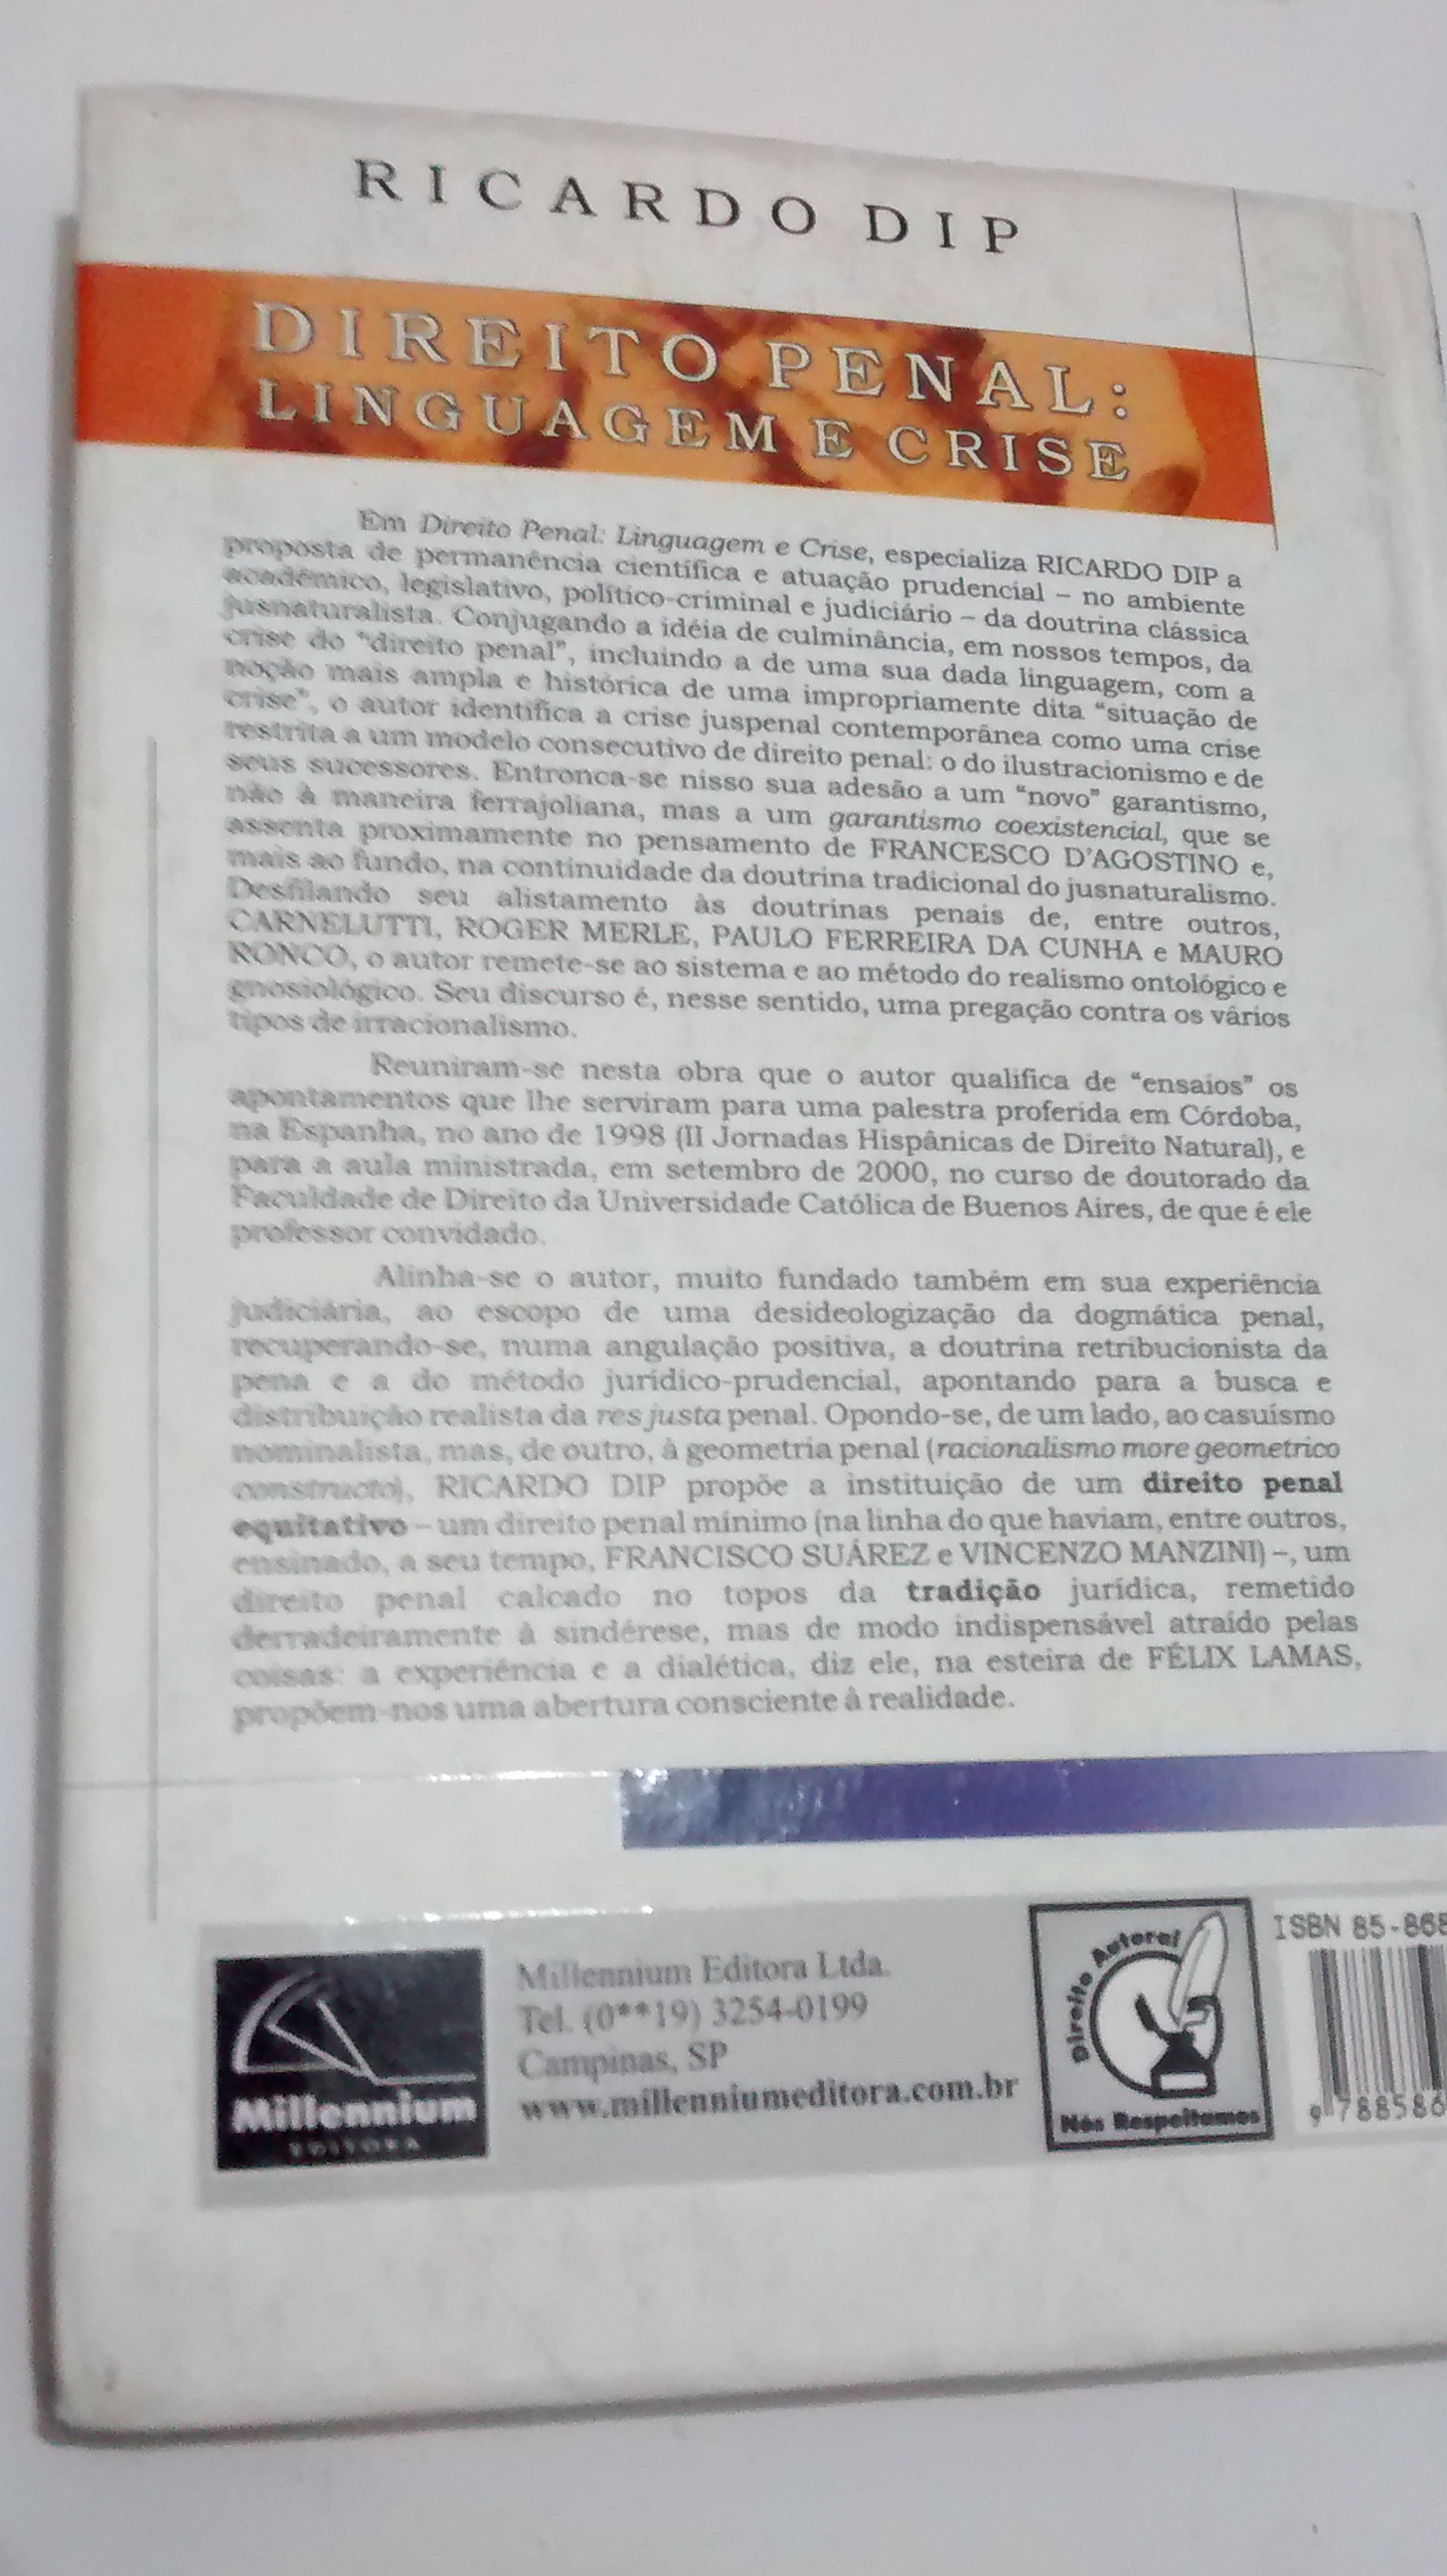 RICARDO DIP
DIREITO PENAL:
LINGUAGEM E CRISE
Em Direito Penal: Linguagem e Crise, especializa RICARDO DIP a
proposta de permanência científica e atuação prudencial – no ambiente
acadêmico, legislativo, político-criminal e judiciário – da doutrina clássica
jusnaturalista. Conjugando a idéia de culminância, em nossos tempos, da
crise do "direito penal", incluindo a de uma sua dada linguagem, com a
noção mais ampla e histórica de uma impropriamente dita "situação de
crise", o autor identifica a crise juspenal contemporânea como uma crise
restrita a um modelo consecutivo de direito penal: o do ilustracionismo e de
seus sucessores. Entronca-se nisso sua adesão a um "novo" garantismo,
não à maneira ferrajoliana, mas a um garantismo coexistencial, que se
assenta proximamente no pensamento de FRANCESCO D'AGOSTINO e,
mais ao fundo, na continuidade da doutrina tradicional do jusnaturalismo.
Desfilando seu alistamento às doutrinas penais de, entre outros,
CARNELUTTI, ROGER MERLE, PAULO FERREIRA DA CUNHA e MAURO
RONCO, o autor remete-se ao sistema e ao método do realismo ontológico e
gnosiológico. Seu discurso é, nesse sentido, uma pregação contra os vários
tipos de irracionalismo.
Reuniram-se nesta obra que o autor qualifica de "ensaios" os
apontamentos que lhe serviram para uma palestra proferida em Córdoba,
na Espanha, no ano de 1998 (II Jornadas Hispânicas de Direito Natural), e
para a aula ministrada, em setembro de 2000, no curso de doutorado da
Faculdade de Direito da Universidade Católica de Buenos Aires, de que é ele
professor convidado.
Alinha-se o autor, muito fundado também em sua experiência
judiciária, ao escopo de uma desideologização da dogmática penal,
recuperando-se, numa angulação positiva, a doutrina retribucionista da
pena e a do método jurídico-prudencial, apontando para a busca e
distribuição realista da res justa penal. Opondo-se, de um lado, ao casuísmo
nominalista, mas, de outro, à geometria penal (racionalismo more geometrico
constructo), RICARDO DIP propõe a instituição de um direito penal
equitativo – um direito penal mínimo (na linha do que haviam, entre outros,
ensinado, a seu tempo, FRANCISCO SUÁREZ e VINCENZO MANZINI) –, um
direito penal calcado no topos da tradição jurídica, remetido
derradeiramente à sindérese, mas de modo indispensável atraído pelas
coisas: a experiência e a dialética, diz ele, na esteira de FÉLIX LAMAS,
propõem-nos uma abertura consciente à realidade.
Millennium
EDITORA
Millennium Editora Ltda.
Tel. (0**19) 3254-0199
Campinas, SP
www.millenniumeditora.com.br
Direito Autoral
Nós Respeitamos
ISBN 85-868
9 788586